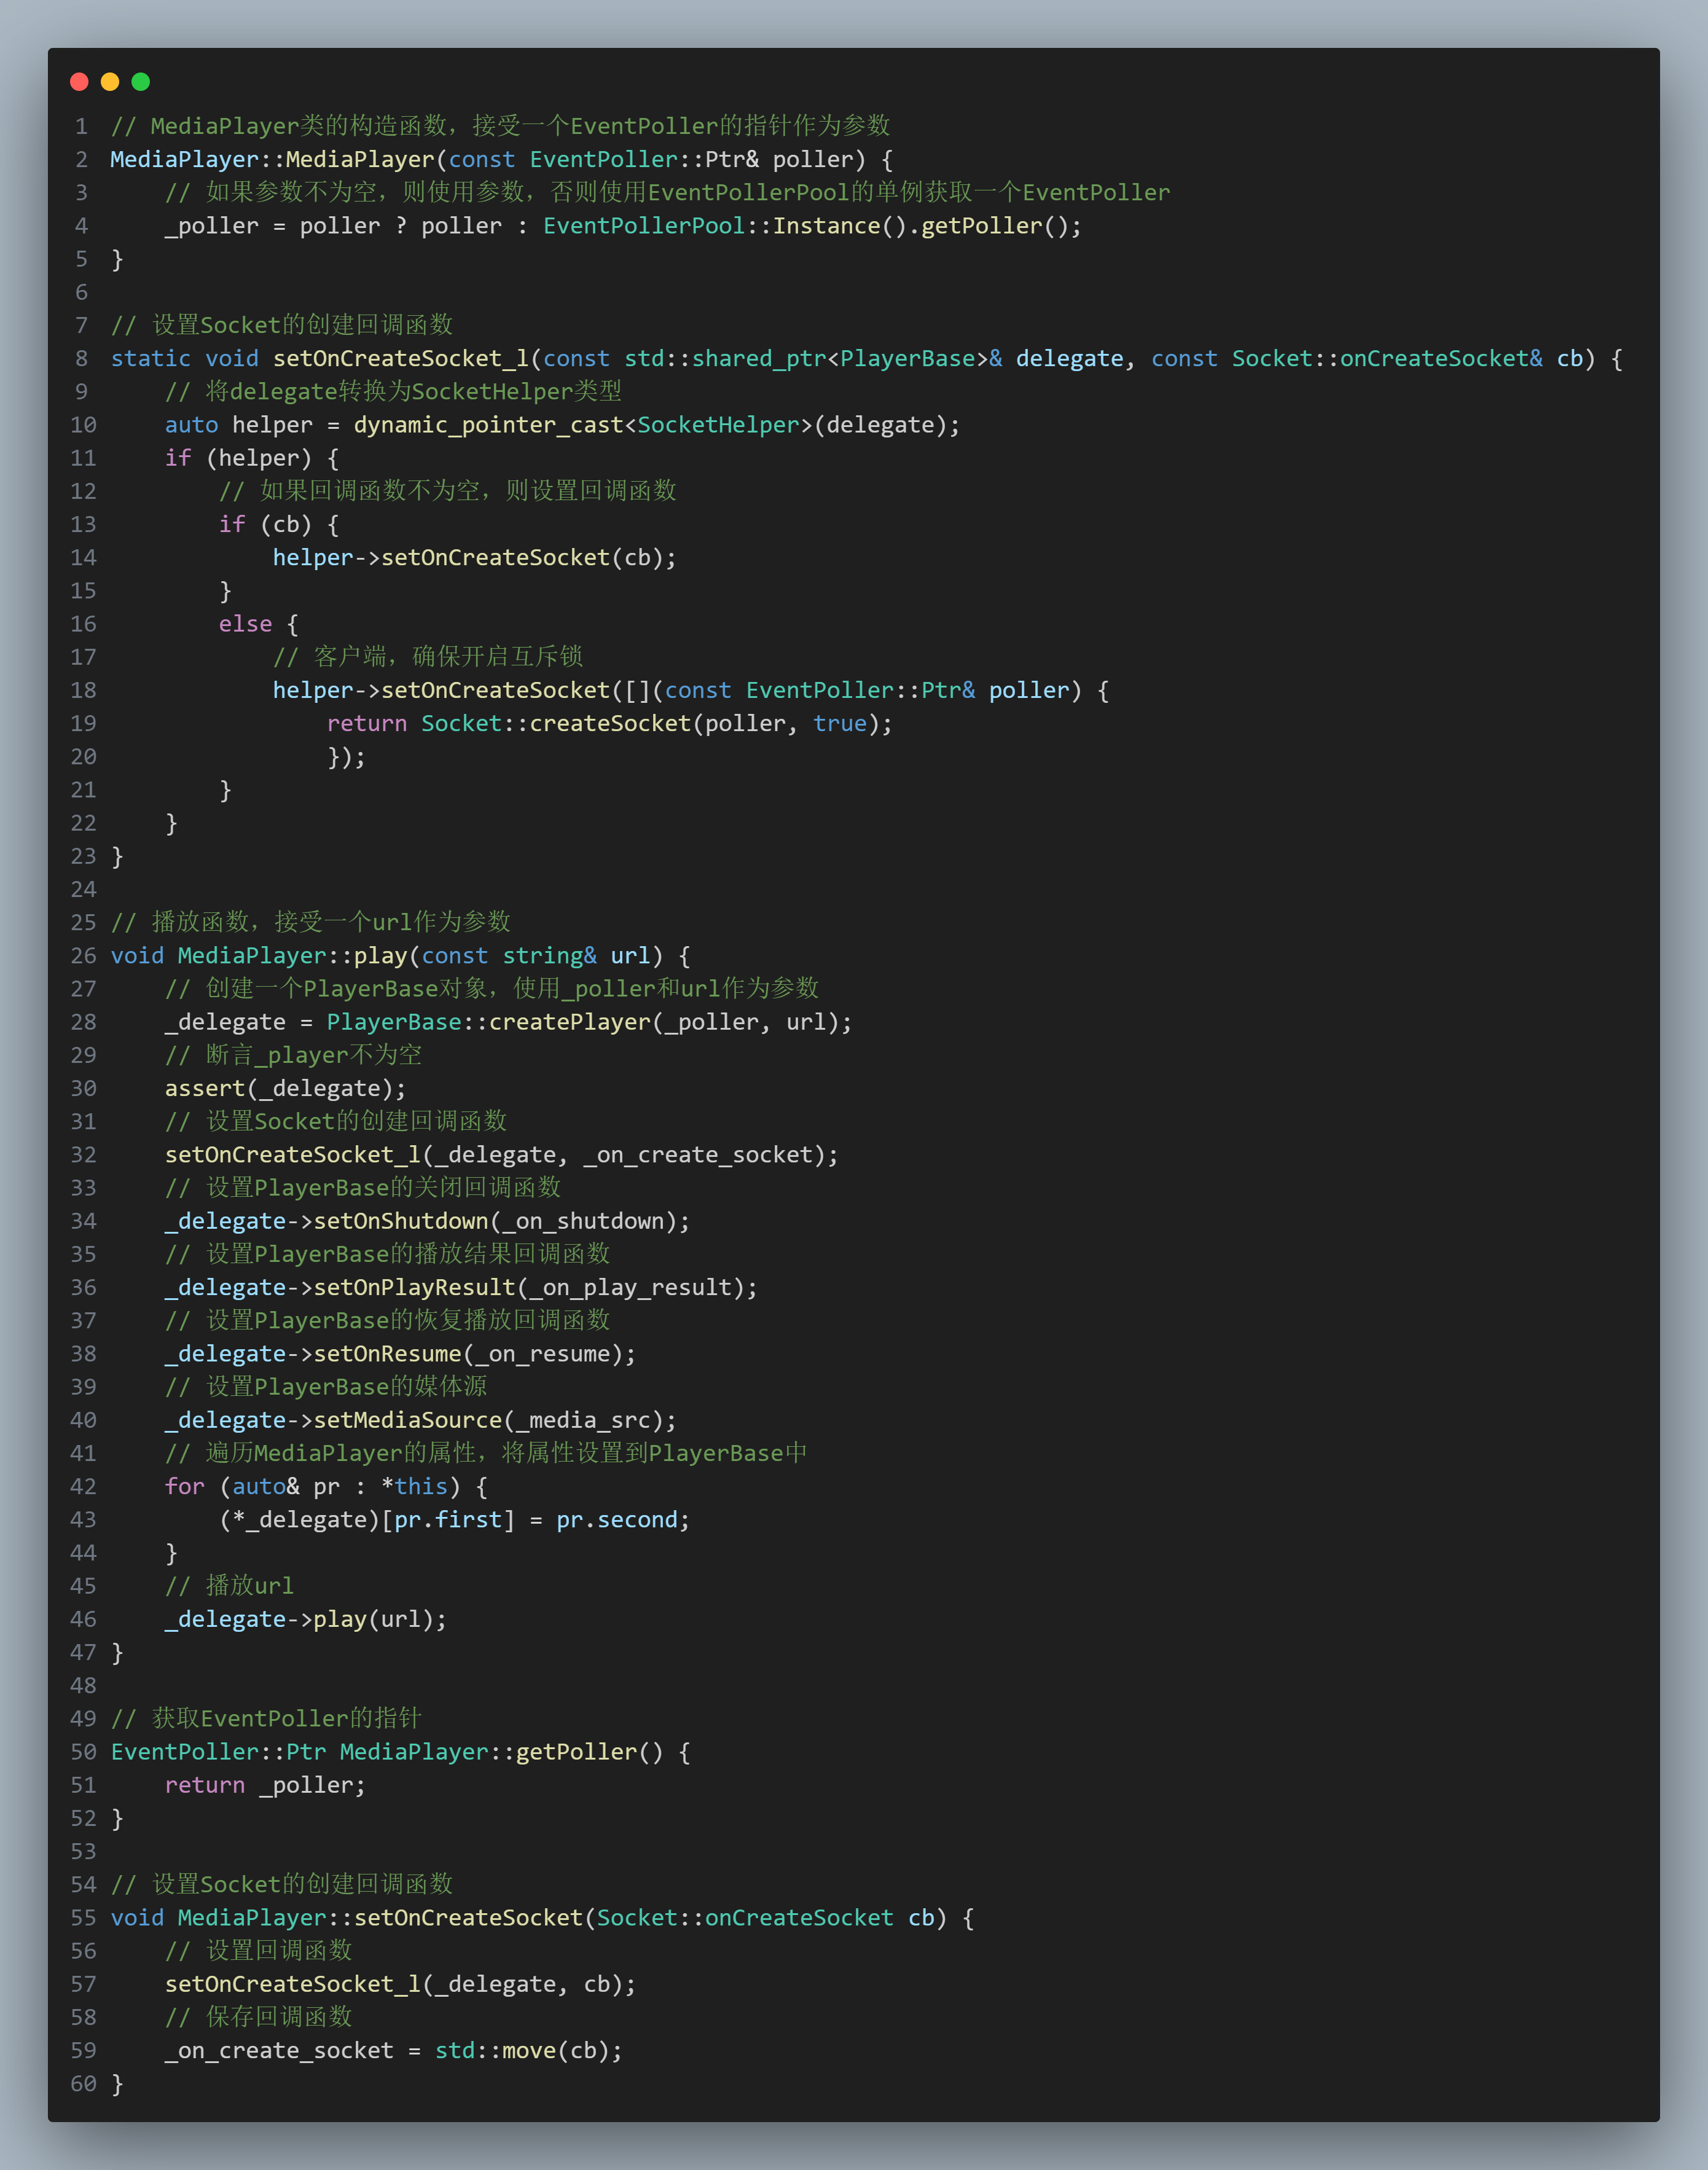 1 // MediaPlayer类的构造函数，接受一个EventPoller的指针作为参数
2 MediaPlayer::MediaPlayer(const EventPoller::Ptr& poller) {
3     // 如果参数不为空，则使用参数，否则使用EventPollerPool的单例获取一个EventPoller
4     _poller = poller ? poller : EventPollerPool::Instance().getPoller();
5 }
6
7 // 设置Socket的创建回调函数
8 static void setOnCreateSocket_l(const std::shared_ptr<PlayerBase>& delegate, const Socket::onCreateSocket& cb) {
9     // 将delegate转换为SocketHelper类型
10     auto helper = dynamic_pointer_cast<SocketHelper>(delegate);
11     if (helper) {
12         // 如果回调函数不为空，则设置回调函数
13         if (cb) {
14             helper->setOnCreateSocket(cb);
15         }
16         else {
17             // 客户端，确保开启互斥锁
18             helper->setOnCreateSocket([](const EventPoller::Ptr& poller) {
19                 return Socket::createSocket(poller, true);
20                 });
21         }
22     }
23 }
24
25 // 播放函数，接受一个url作为参数
26 void MediaPlayer::play(const string& url) {
27     // 创建一个PlayerBase对象，使用_poller和url作为参数
28     _delegate = PlayerBase::createPlayer(_poller, url);
29     // 断言_player不为空
30     assert(_delegate);
31     // 设置Socket的创建回调函数
32     setOnCreateSocket_l(_delegate, _on_create_socket);
33     // 设置PlayerBase的关闭回调函数
34     _delegate->setOnShutdown(_on_shutdown);
35     // 设置PlayerBase的播放结果回调函数
36     _delegate->setOnPlayResult(_on_play_result);
37     // 设置PlayerBase的恢复播放回调函数
38     _delegate->setOnResume(_on_resume);
39     // 设置PlayerBase的媒体源
40     _delegate->setMediaSource(_media_src);
41     // 遍历MediaPlayer的属性，将属性设置到PlayerBase中
42     for (auto& pr : *this) {
43         (*_delegate)[pr.first] = pr.second;
44     }
45     // 播放url
46     _delegate->play(url);
47 }
48
49 // 获取EventPoller的指针
50 EventPoller::Ptr MediaPlayer::getPoller() {
51     return _poller;
52 }
53
54 // 设置Socket的创建回调函数
55 void MediaPlayer::setOnCreateSocket(Socket::onCreateSocket cb) {
56     // 设置回调函数
57     setOnCreateSocket_l(_delegate, cb);
58     // 保存回调函数
59     _on_create_socket = std::move(cb);
60 }